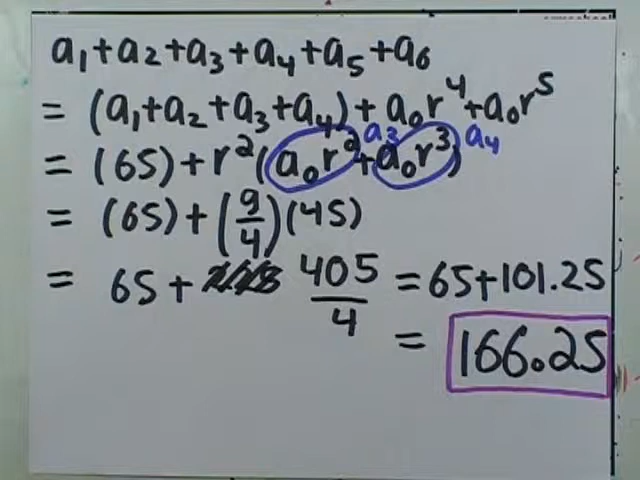 a₁+a₂+a₃+a₄+a₅+a₆
= (a₁+a₂+a₃+a₄)+a₀r⁴+a₀r⁵
= (65)+r²(a₀r²+a₀r³) a₃ a₄
= (65)+(9/4)(45)
= 65+ 405/4 = 65+101.25
= 166.25